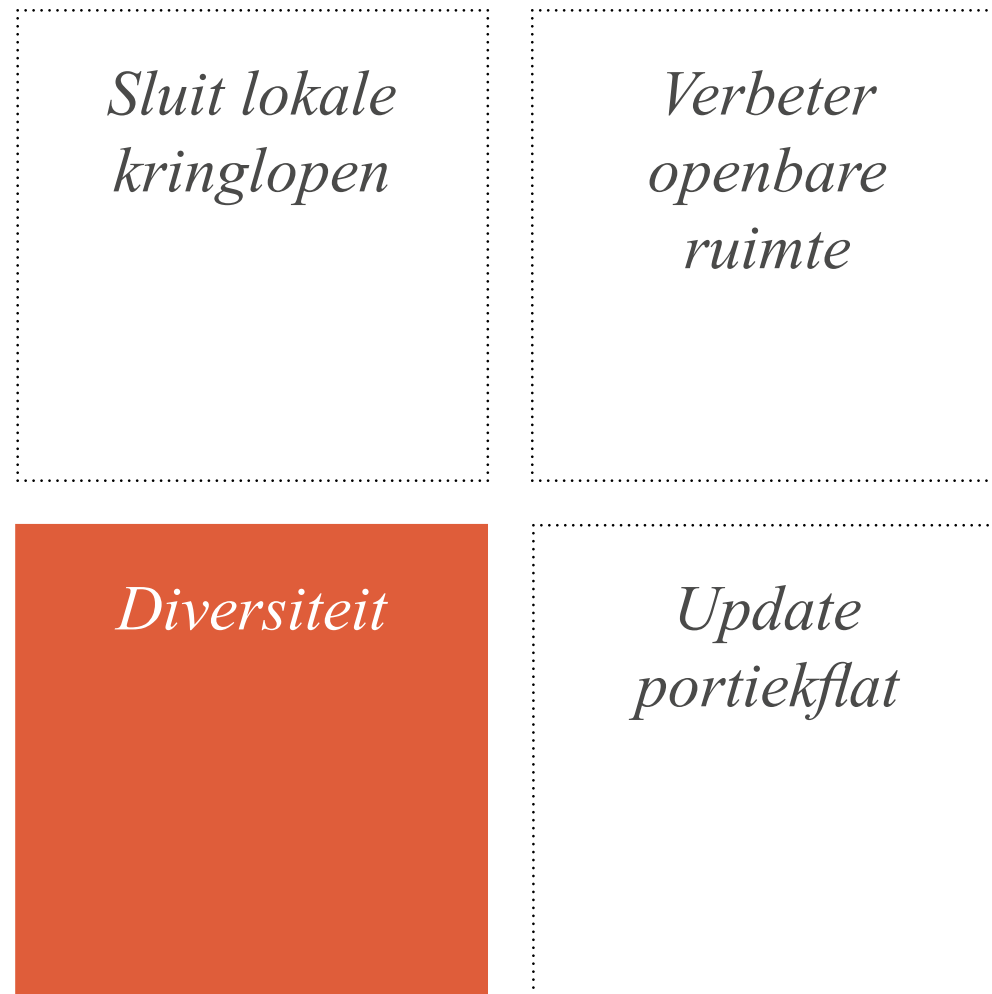 Sluit lokale
kringlopen
Verbeter
openbare
ruimte
Diversiteit
Update
portiekflat